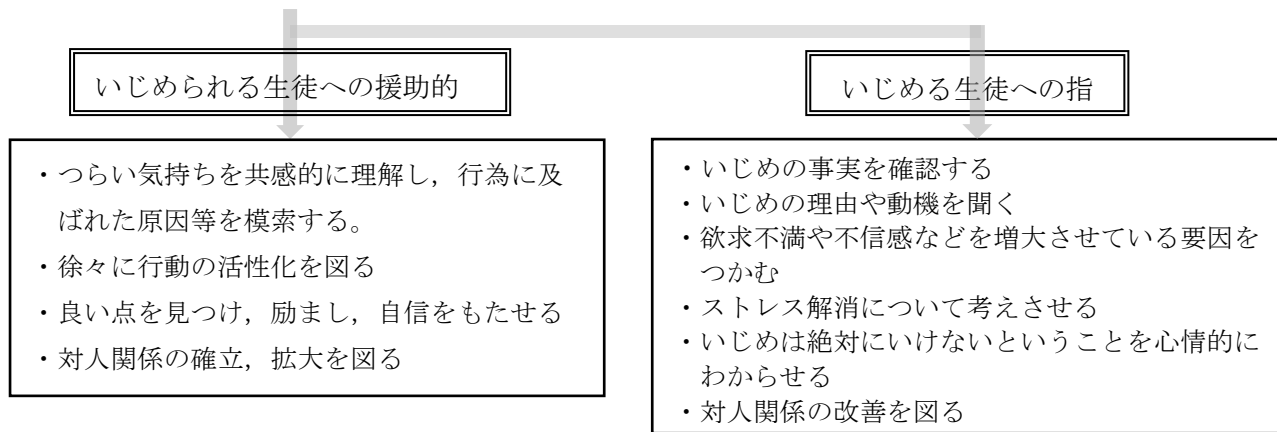 いじめられる生徒への援助的
・つらい気持ちを共感的に理解し，行為に及
ばれた原因等を模索する。
・徐々に行動の活性化を図る
・良い点を見つけ，励まし，自信をもたせる
・対人関係の確立，拡大を図る
いじめる生徒への指
・いじめの事実を確認する
・いじめの理由や動機を聞く
・欲求不満や不信感などを増大させている要因を
つかむ
・ストレス解消について考えさせる
・いじめは絶対にいけないということを心情的に
わからせる
・対人関係の改善を図る